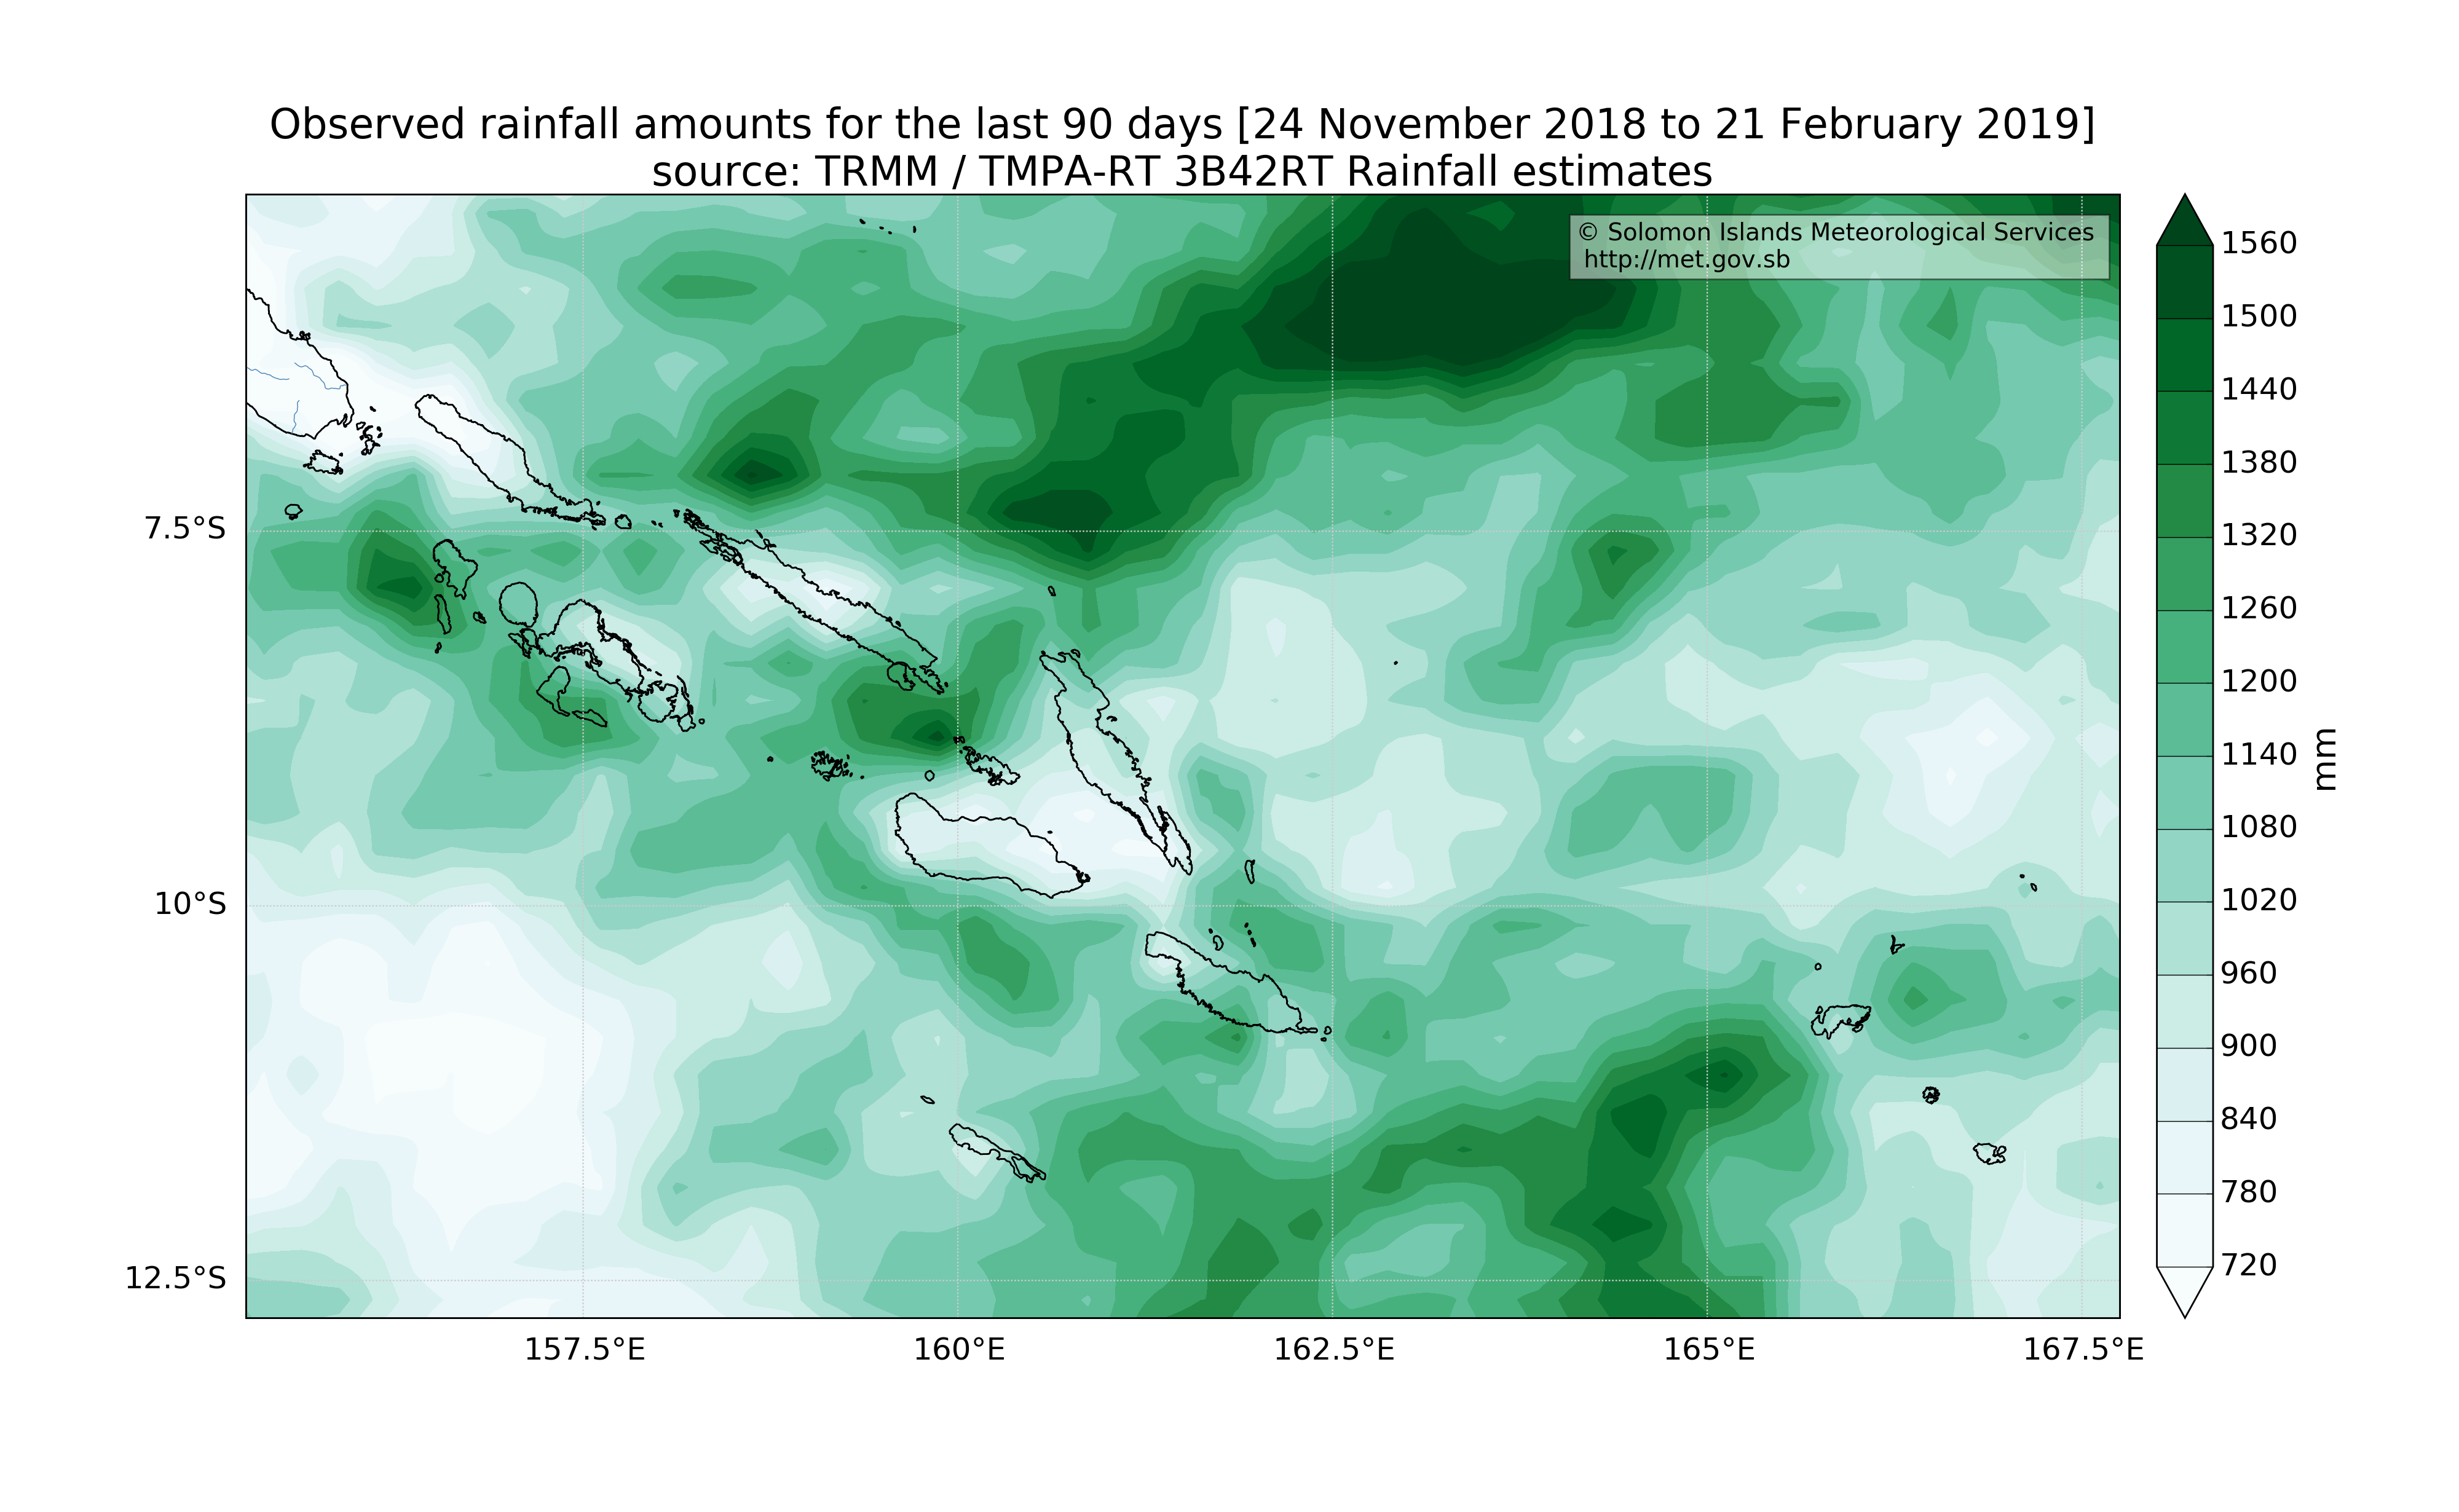 Observed rainfall amounts for the last 90 days [24 November 2018 to 21 February 2019]
source: TRMM / TMPA-RT 3B42RT Rainfall estimates
© Solomon Islands Meteorological Services
http://met.gov.sb
1560
1500
1440
1380
1320
1260
1200
1140
1080
1020
960
900
840
780
720
mm
7.5°S
10°S
12.5°S
157.5°E
160°E
162.5°E
165°E
167.5°E